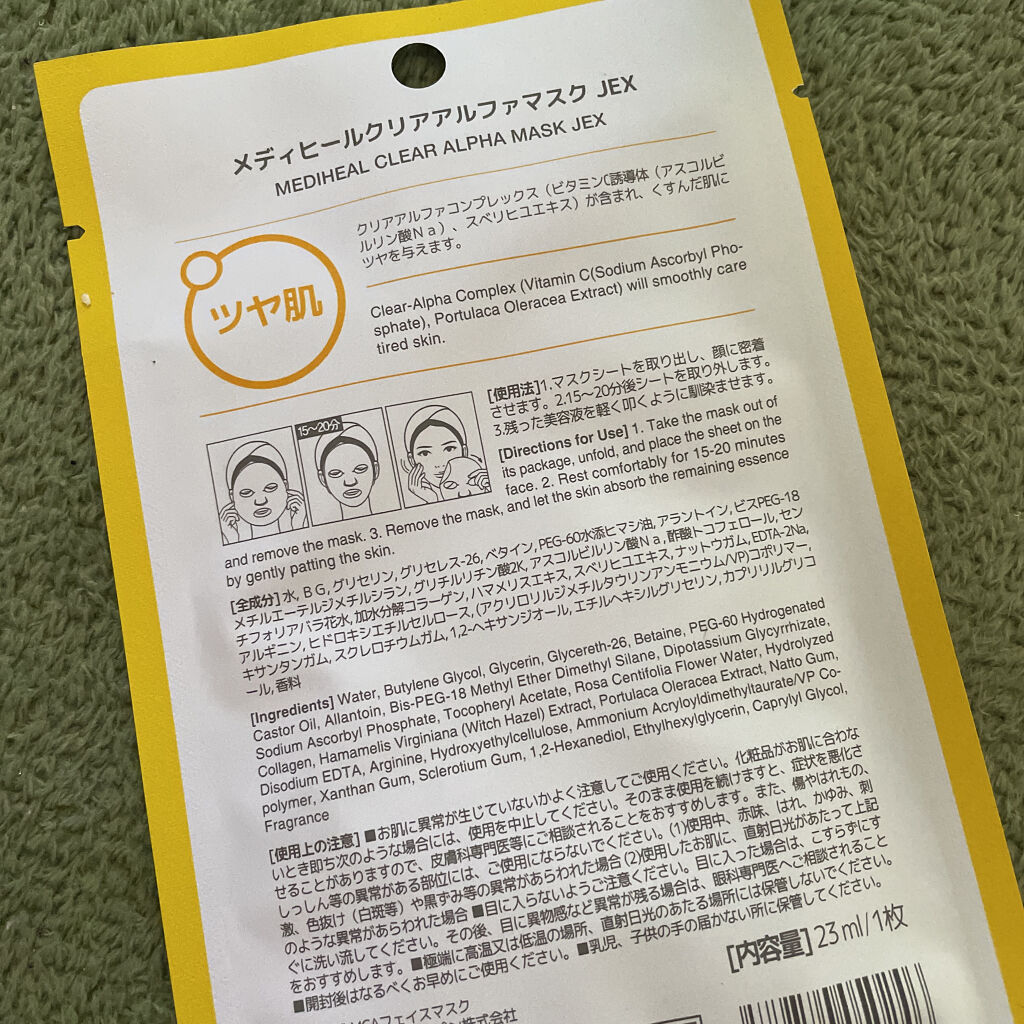 メディヒールクリアアルファマスク JEX
MEDIHEAL CLEAR ALPHA MASK JEX
ツヤ肌
クリアアルファコンプレックス（ビタミンC誘導体（アスコルビ
ルリン酸Na）、スベリヒユエキス）が含まれ、くすんだ肌に
ツヤを与えます。
Clear-Alpha Complex (Vitamin C(Sodium Ascorbyl Pho-
sphate), Portulaca Oleracea Extract) will smoothly care
tired skin.
15〜20分
[使用法]1.マスクシートを取り出し、顔に密着
させます。2.15〜20分後シートを取り外します。
3.残った美容液を軽く叩くように馴染ませます。
[Directions for Use] 1. Take the mask out of
its package, unfold, and place the sheet on the
face. 2. Rest comfortably for 15-20 minutes
and remove the mask. 3. Remove the mask, and let the skin absorb the remaining essence
by gently patting the skin.
[全成分] 水, BG, グリセリン, グリセレス-26, ベタイン, PEG-60水添ヒマシ油, アラントイン, ビスPEG-18
メチルエーテルジメチルシラン, グリチルリチン酸2K, アスコルビルリン酸Na, 酢酸トコフェロール, セン
チフォリアバラ花水, 加水分解コラーゲン, ハマメリスエキス, スベリヒユエキス, ナットウガム, EDTA-2Na,
アルギニン, ヒドロキシエチルセルロース, (アクリロリルジメチルタウリンアンモニウム/VP)コポリマー,
キサンタンガム, スクレロチウムガム, 1,2-ヘキサンジオール, エチルヘキシルグリセリン, カプリリルグリコ
ール, 香料
[Ingredients] Water, Butylene Glycol, Glycerin, Glycereth-26, Betaine, PEG-60 Hydrogenated
Castor Oil, Allantoin, Bis-PEG-18 Methyl Ether Dimethyl Silane, Dipotassium Glycyrrhizate,
Sodium Ascorbyl Phosphate, Tocopheryl Acetate, Rosa Centifolia Flower Water, Hydrolyzed
Collagen, Hamamelis Virginiana (Witch Hazel) Extract, Portulaca Oleracea Extract, Natto Gum,
Disodium EDTA, Arginine, Hydroxyethylcellulose, Ammonium Acryloyldimethyltaurate/VP Co-
polymer, Xanthan Gum, Sclerotium Gum, 1,2-Hexanediol, Ethylhexylglycerin, Caprylyl Glycol,
Fragrance
[使用上の注意] ■お肌に異常が生じていないかよく注意してご使用ください。化粧品がお肌に合わな
いとき即ち次のような場合には、使用を中止してください。そのまま使用を続けますと、症状を悪化さ
せることがありますので、皮膚科専門医等にご相談されることをおすすめします。また、傷やはれもの、
しっしん等の異常がある部位には、ご使用にならないでください。(1)使用中、赤味、はれ、かゆみ、刺
激、色抜け（白斑等）や黒ずみ等の異常があらわれた場合 (2)使用したお肌に、直射日光があたって上記
のような異常があらわれた場合 ■目に入らないようご注意ください。目に入った場合は、こすらずにす
ぐに洗い流してください。その後、目に異物感など異常が残る場合は、眼科専門医へご相談されること
をおすすめします。■極端に高温又は低温の場所、直射日光のあたる場所には保管しないでください。
■開封後はなるべくお早めにご使用ください。■乳児、子供の手の届かない所に保管してください。
[内容量] 23ml/1枚
MCAフェイスマスク
株式会社